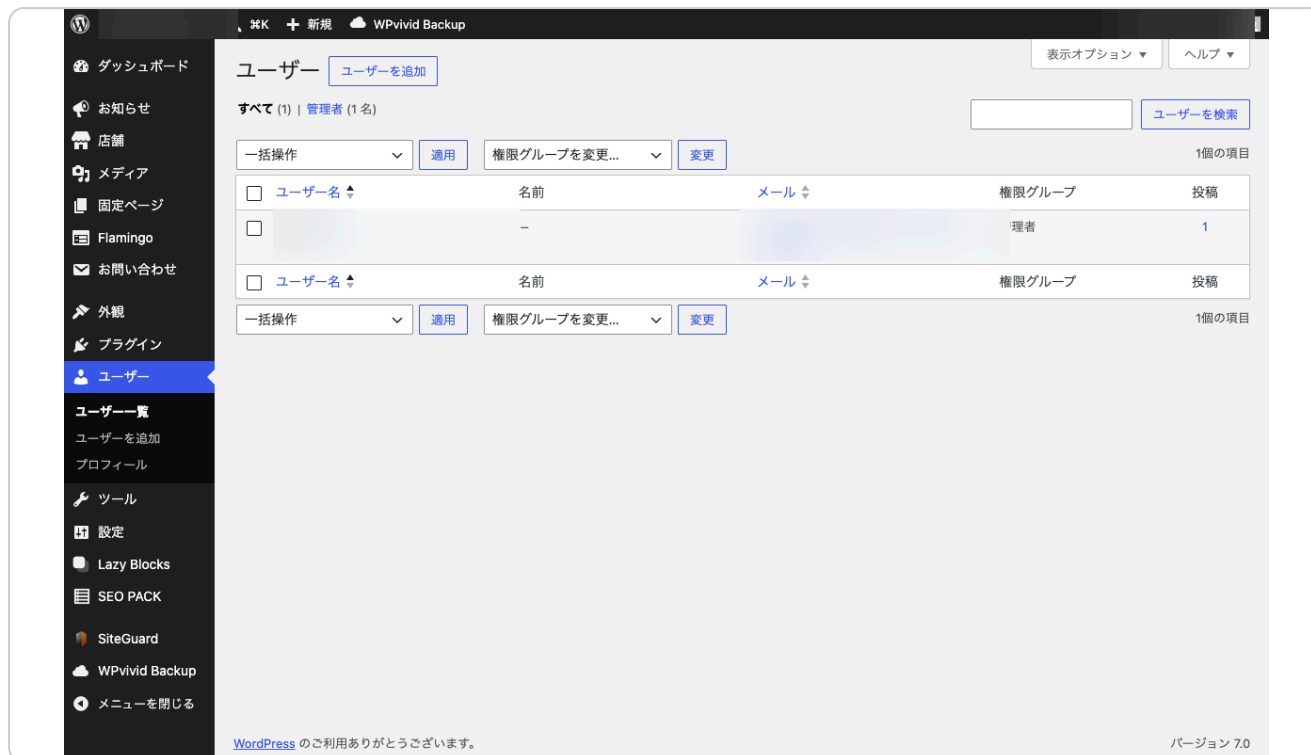 ⌘K + 新規 WPvivid Backup
ダッシュボード
お知らせ
店舗
メディア
固定ページ
Flamingo
お問い合わせ
外観
プラグイン
ユーザー
ユーザー一覧
ユーザーを追加
プロフィール
ツール
設定
Lazy Blocks
SEO PACK
SiteGuard
WPvivid Backup
メニューを閉じる
表示オプション ▼ ヘルプ ▼
ユーザー ユーザーを追加
すべて (1) | 管理者 (1 名)
ユーザーを検索
一括操作 適用 権限グループを変更... 変更 1個の項目
ユーザー名 名前 メール 権限グループ 投稿
– 理者 1
ユーザー名 名前 メール 権限グループ 投稿
一括操作 適用 権限グループを変更... 変更 1個の項目
WordPress のご利用ありがとうございます。 バージョン 7.0